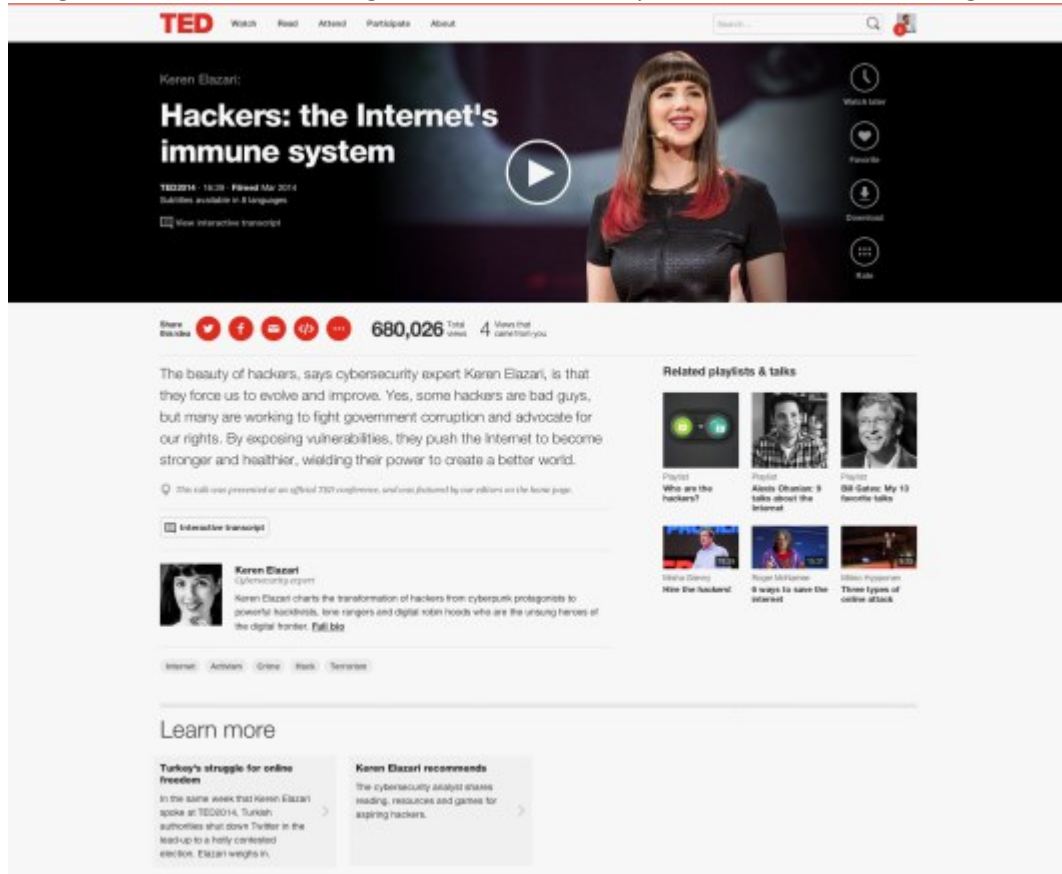 TED Watch Read Attend Participate About Search...
Keren Elazari:
Hackers: the Internet's
immune system
TED2014 · 16:39 · Filmed Mar 2014
Subtitles available in 8 languages
View interactive transcript
Watch later
Favorite
Download
Rate
Share
this idea
680,026 Total views
4 Views that came from you
The beauty of hackers, says cybersecurity expert Keren Elazari, is that
they force us to evolve and improve. Yes, some hackers are bad guys,
but many are working to fight government corruption and advocate for
our rights. By exposing vulnerabilities, they push the Internet to become
stronger and healthier, wielding their power to create a better world.
This talk was presented at an official TED conference, and was featured by our editors on the home page.
Interactive transcript
Keren Elazari
Cybersecurity expert
Keren Elazari charts the transformation of hackers from cyberpunk protagonists to
powerful hacktivists, lone rangers and digital robin hoods who are the unsung heroes of
the digital frontier. Full bio
Internet Activism Crime Hack Terrorism
Related playlists & talks
Playlist
Who are the
hackers?
Playlist
Alexis Ohanian: 9
talks about the
Internet
Playlist
Bill Gates: My 13
favorite talks
Misha Glenny
Hire the hackers!
Roger McNamee
6 ways to save the
internet
Mikko Hypponen
Three types of
online attack
Learn more
Turkey's struggle for online
freedom
In the same week that Keren Elazari
spoke at TED2014, Turkish
authorities shut down Twitter in the
lead-up to a hotly contested
election. Elazari weighs in.
Keren Elazari recommends
The cybersecurity analyst shares
reading, resources and games for
aspiring hackers.